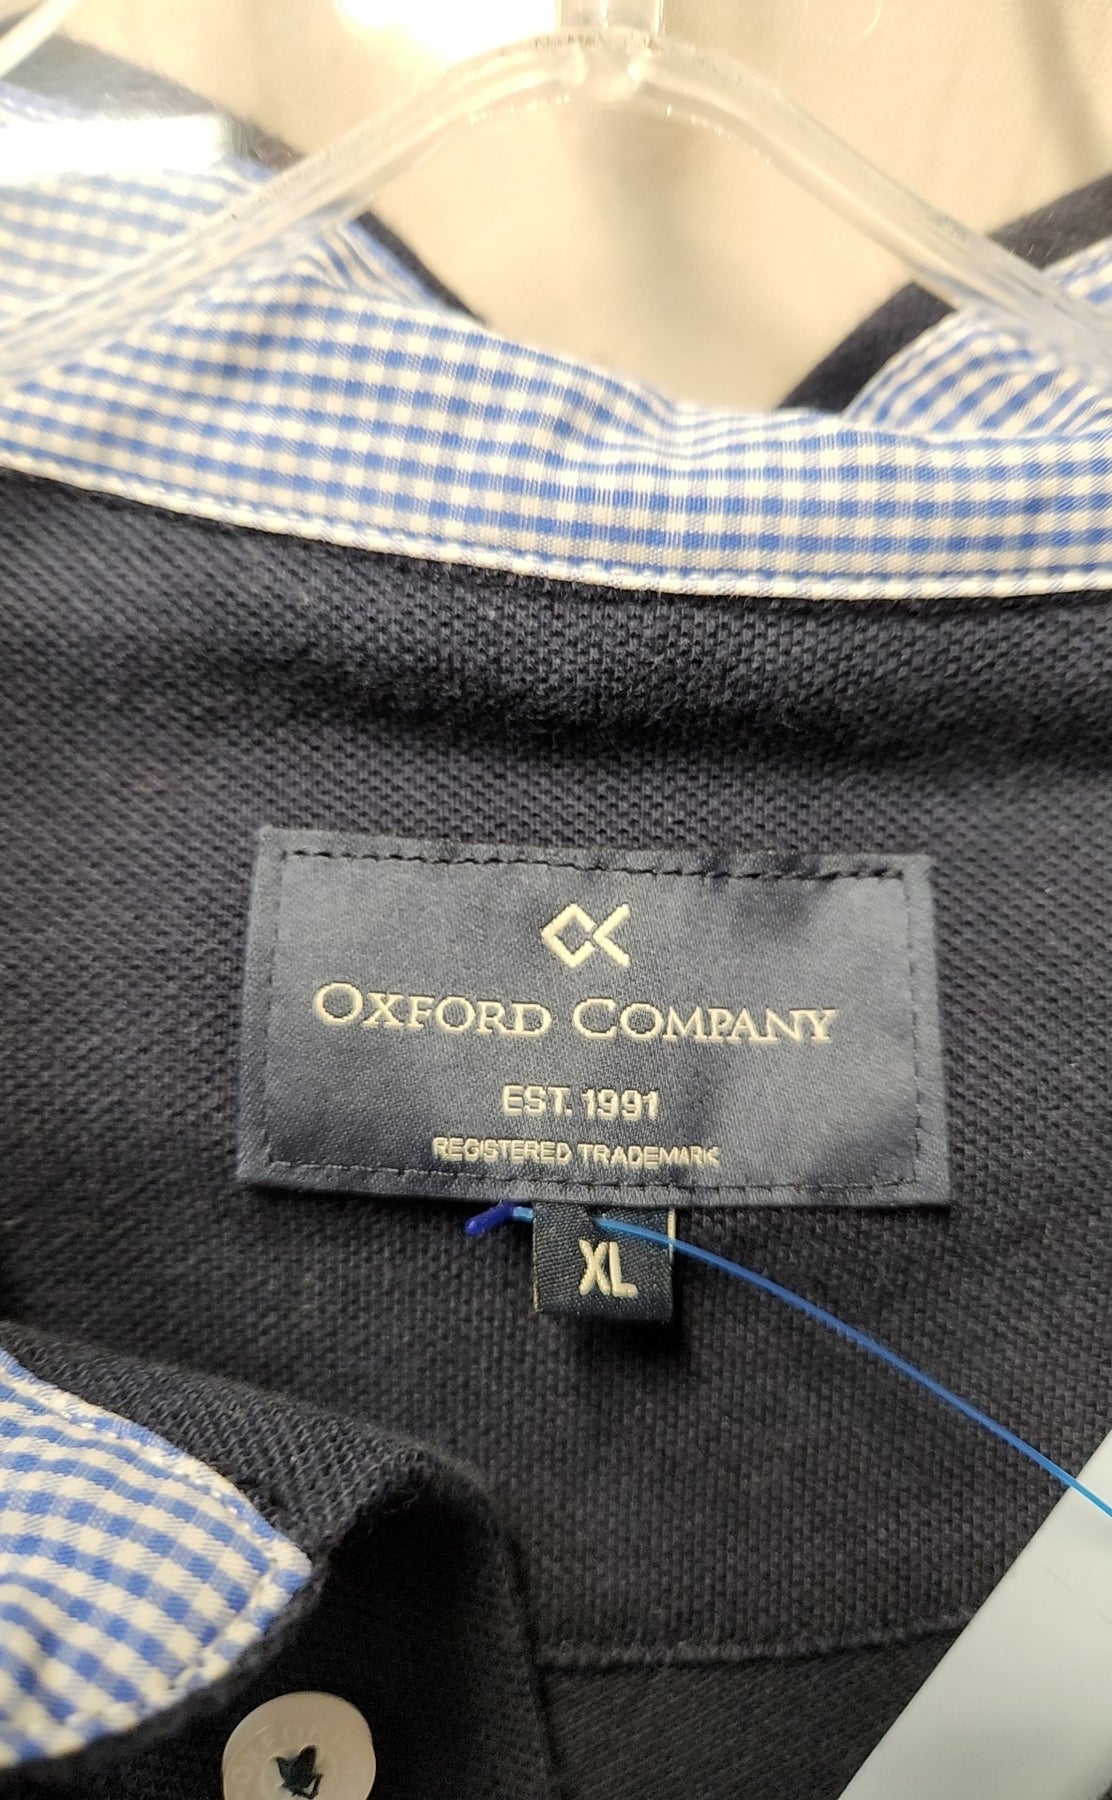 OXFORD COMPANY
EST. 1991
REGISTERED TRADEMARK
XL